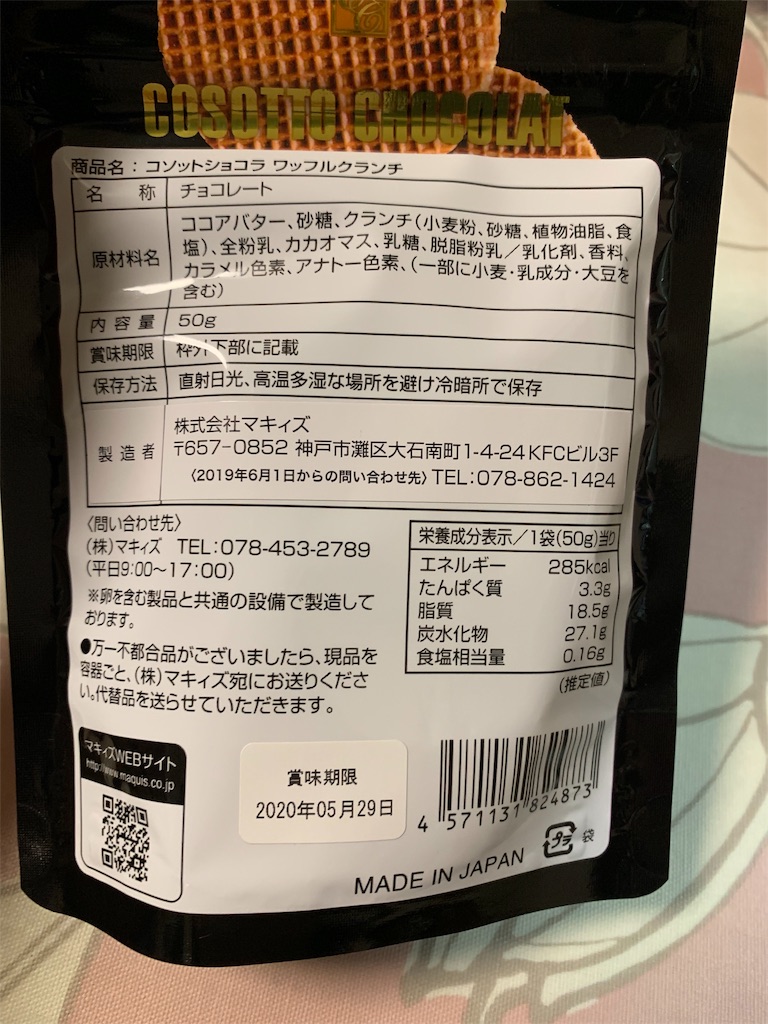 COSOTTO CHOCOLAT
商品名：コソットショコラ ワッフルクランチ
名 称 チョコレート
原材料名 ココアバター、砂糖、クランチ（小麦粉、砂糖、植物油脂、食
塩）、全粉乳、カカオマス、乳糖、脱脂粉乳／乳化剤、香料、
カラメル色素、アナトー色素、（一部に小麦・乳成分・大豆を
含む）
内容量 50g
賞味期限 枠外下部に記載
保存方法 直射日光、高温多湿な場所を避け冷暗所で保存
製造者 株式会社マキィズ
〒657-0852 神戸市灘区大石南町1-4-24 KFCビル3F
〈2019年6月1日からの問い合わせ先〉TEL：078-862-1424
〈問い合わせ先〉
(株)マキィズ TEL：078-453-2789
(平日9:00〜17:00)
※卵を含む製品と共通の設備で製造して
おります。
●万一不都合品がございましたら、現品を
容器ごと、(株)マキィズ宛にお送りくださ
い。代替品を送らせていただきます。
栄養成分表示／1袋(50g)当り
エネルギー 285kcal
たんぱく質 3.3g
脂質 18.5g
炭水化物 27.1g
食塩相当量 0.16g
(推定値)
マキィズWEBサイト
http://www.maquis.co.jp
賞味期限
2020年05月29日
4 571131 824873
プラ 袋
MADE IN JAPAN